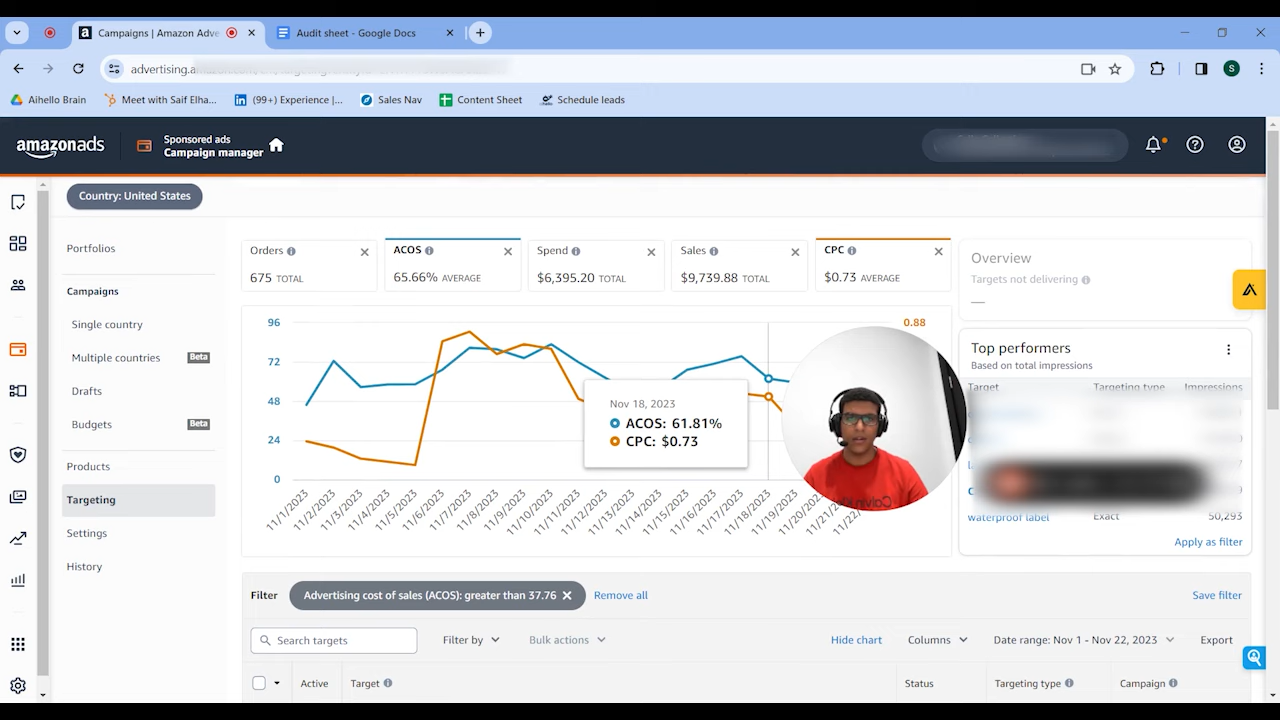 Campaigns | Amazon Adve
Audit sheet - Google Docs
advertising.a
Aihello Brain
Meet with Saif Elha...
(99+) Experience |...
Sales Nav
Content Sheet
Schedule leads
S
amazonads
Sponsored ads
Campaign manager
Country: United States
Portfolios
Campaigns
Single country
Multiple countries
Beta
Drafts
Budgets
Beta
Products
Targeting
Settings
History
Orders
675 TOTAL
ACOS
65.66% AVERAGE
Spend
$6,395.20 TOTAL
Sales
$9,739.88 TOTAL
CPC
$0.73 AVERAGE
96
72
48
24
0
0.88
Nov 18, 2023
ACOS: 61.81%
CPC: $0.73
11/1/2023
11/2/2023
11/3/2023
11/4/2023
11/5/2023
11/6/2023
11/7/2023
11/8/2023
11/9/2023
11/10/2023
11/11/2023
11/12/2023
11/13/2023
11/14/2023
11/15/2023
11/16/2023
11/17/2023
11/18/2023
11/19/2023
11/20/202
11/21/
11/22/
Overview
Targets not delivering
—
Top performers
Based on total impressions
Target
Targeting type
Impressions
waterproof label
Exact
50,293
Apply as filter
Filter
Advertising cost of sales (ACOS): greater than 37.76
Remove all
Save filter
Search targets
Filter by
Bulk actions
Hide chart
Columns
Date range: Nov 1 - Nov 22, 2023
Export
Active
Target
Status
Targeting type
Campaign